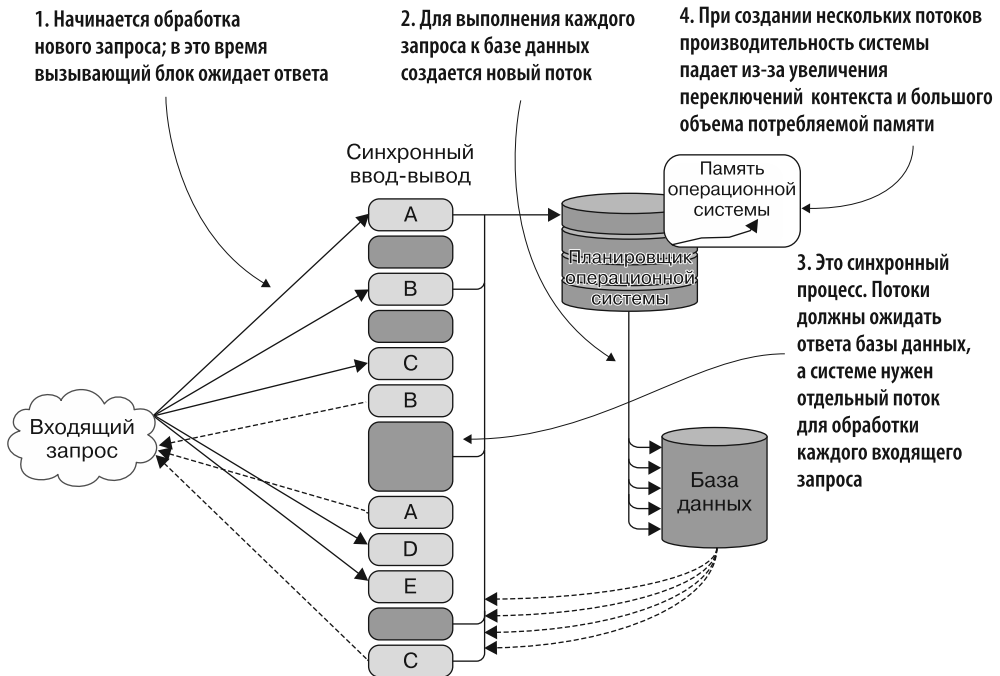 1. Начинается обработка
нового запроса; в это время
вызывающий блок ожидает ответа
2. Для выполнения каждого
запроса к базе данных
создается новый поток
4. При создании нескольких потоков
производительность системы
падает из-за увеличения
переключений контекста и большого
объема потребляемой памяти
Синхронный
ввод-вывод
A
B
C
B
A
D
E
C
Входящий
запрос
Память
операционной
системы
Планировщик
операционной
системы
3. Это синхронный
процесс. Потоки
должны ожидать
ответа базы данных,
а системе нужен
отдельный поток
для обработки
каждого входящего
запроса
База
данных